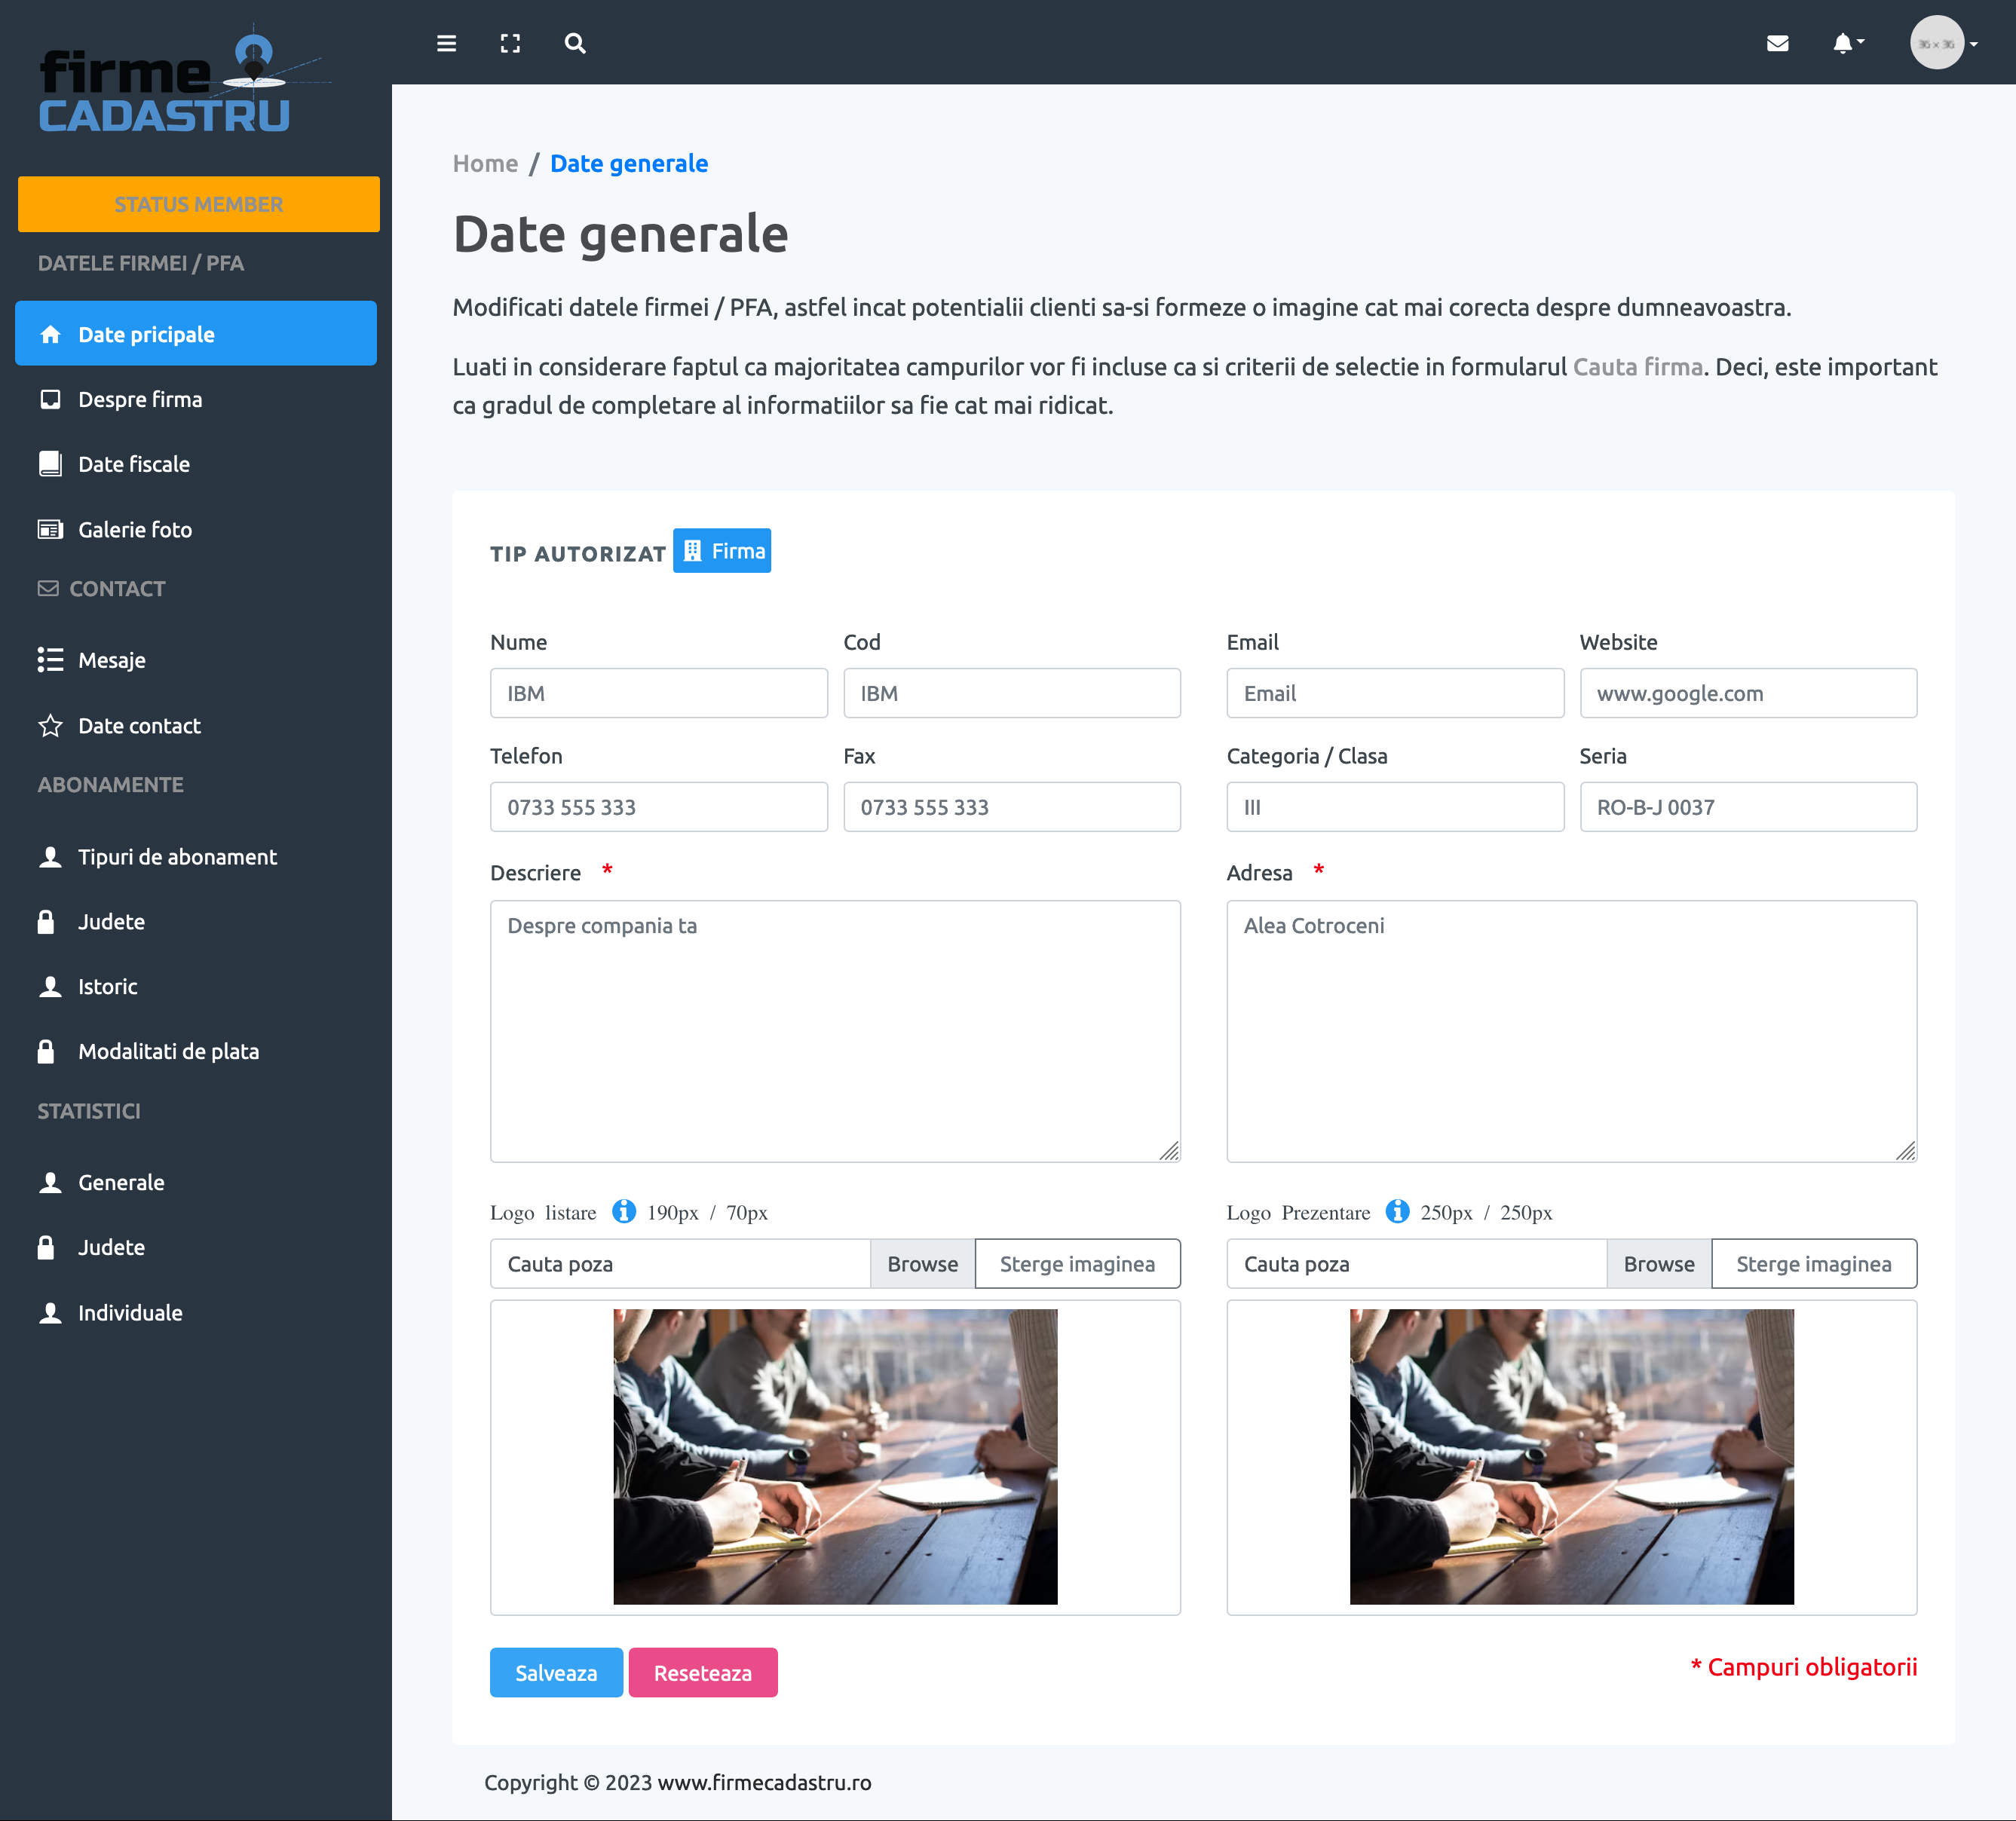 firme
CADASTRU
36 x 36
STATUS MEMBER
DATELE FIRMEI / PFA
Date pricipale
Despre firma
Date fiscale
Galerie foto
CONTACT
Mesaje
Date contact
ABONAMENTE
Tipuri de abonament
Judete
Istoric
Modalitati de plata
STATISTICI
Generale
Judete
Individuale
Home / Date generale
Date generale
Modificati datele firmei / PFA, astfel incat potentialii clienti sa-si formeze o imagine cat mai corecta despre dumneavoastra.
Luati in considerare faptul ca majoritatea campurilor vor fi incluse ca si criterii de selectie in formularul Cauta firma. Deci, este important
ca gradul de completare al informatiilor sa fie cat mai ridicat.
TIP AUTORIZAT Firma
Nume Cod Email Website
IBM IBM Email www.google.com
Telefon Fax Categoria / Clasa Seria
0733 555 333 0733 555 333 III RO-B-J 0037
Descriere * Adresa *
Despre compania ta Alea Cotroceni
Logo listare 190px / 70px Logo Prezentare 250px / 250px
Cauta poza Browse Sterge imaginea Cauta poza Browse Sterge imaginea
Salveaza Reseteaza * Campuri obligatorii
Copyright © 2023 www.firmecadastru.ro